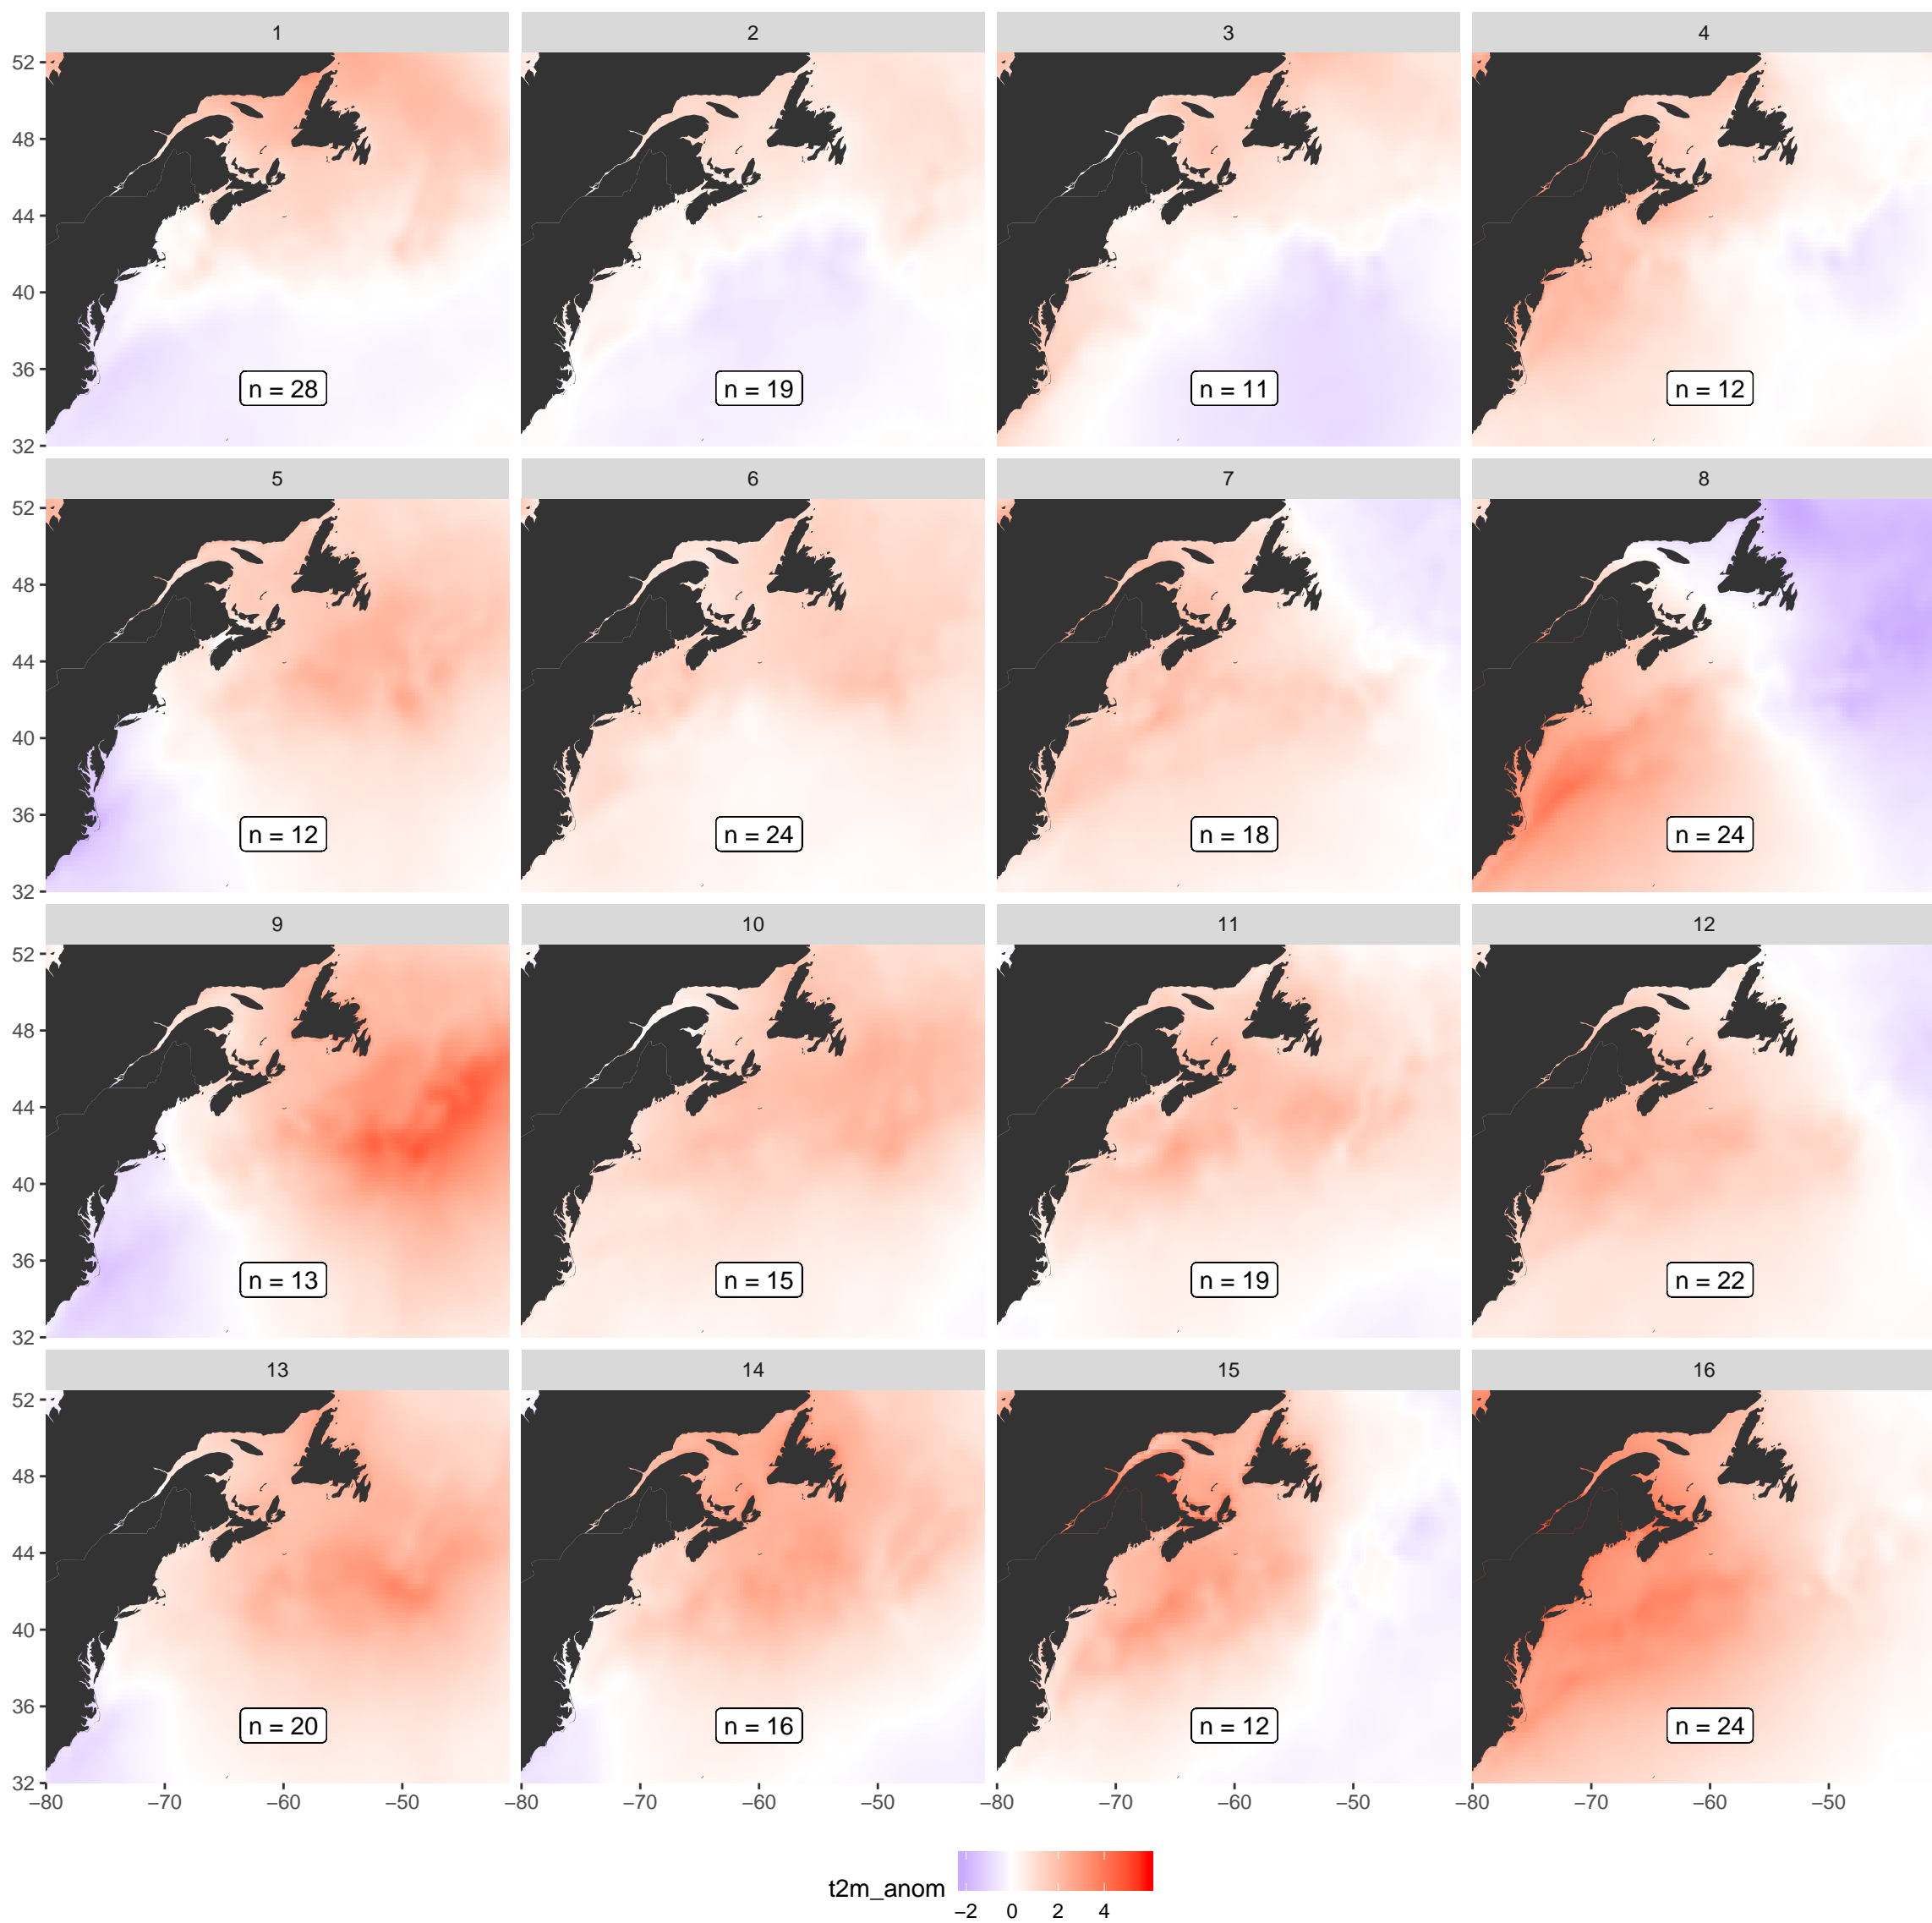 1 2 3 4
52
48
44
40
36
32
n = 28 n = 19 n = 11 n = 12
5 6 7 8
52
48
44
40
36
32
n = 12 n = 24 n = 18 n = 24
9 10 11 12
52
48
44
40
36
32
n = 13 n = 15 n = 19 n = 22
13 14 15 16
52
48
44
40
36
32
n = 20 n = 16 n = 12 n = 24
−80 −70 −60 −50 −80 −70 −60 −50 −80 −70 −60 −50 −80 −70 −60 −50
t2m_anom
−2 0 2 4